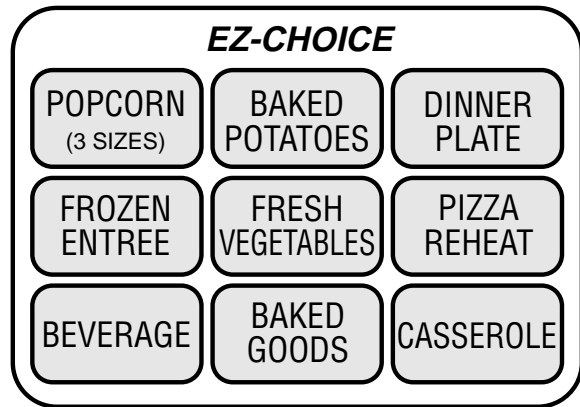 EZ-CHOICE
POPCORN
(3 SIZES)
BAKED
POTATOES
DINNER
PLATE
FROZEN
ENTREE
FRESH
VEGETABLES
PIZZA
REHEAT
BEVERAGE
BAKED
GOODS
CASSEROLE